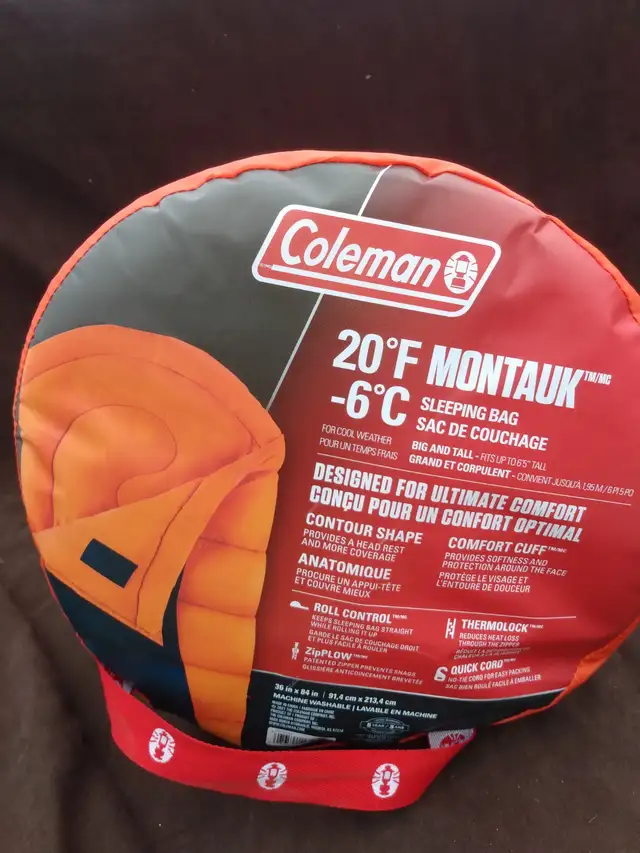 Coleman
20°F MONTAUK™/MC
-6°C SLEEPING BAG
SAC DE COUCHAGE
FOR COOL WEATHER
POUR UN TEMPS FRAIS
BIG AND TALL - FITS UP TO 6'5" TALL
GRAND ET CORPULENT - CONVIENT JUSQU'À 1,95 M / 6 PI 5 PO
DESIGNED FOR ULTIMATE COMFORT
CONÇU POUR UN CONFORT OPTIMAL
CONTOUR SHAPE
PROVIDES A HEAD REST
AND MORE COVERAGE
ANATOMIQUE
PROCURE UN APPUI-TÊTE
ET COUVRE MIEUX
COMFORT CUFF™/MC
PROVIDES SOFTNESS AND
PROTECTION AROUND THE FACE
PROTÈGE LE VISAGE ET
L'ENTOURE DE DOUCEUR
ROLL CONTROL™/MC
KEEPS SLEEPING BAG STRAIGHT
WHILE ROLLING IT UP
GARDE LE SAC DE COUCHAGE DROIT
ET PLUS FACILE À ROULER
ZipPLOW™/MC
PATENTED ZIPPER PREVENTS SNAGS
GLISSIÈRE ANTICOINCEMENT BREVETÉE
THERMOLOCK™/MC
REDUCES HEAT LOSS
THROUGH THE ZIPPER
QUICK CORD™/MC
NO-TIE CORD FOR EASY PACKING
SAC BIEN ROULÉ FACILE À EMBALLER
36 in x 84 in | 91,4 cm x 213,4 cm
MACHINE WASHABLE | LAVABLE EN MACHINE